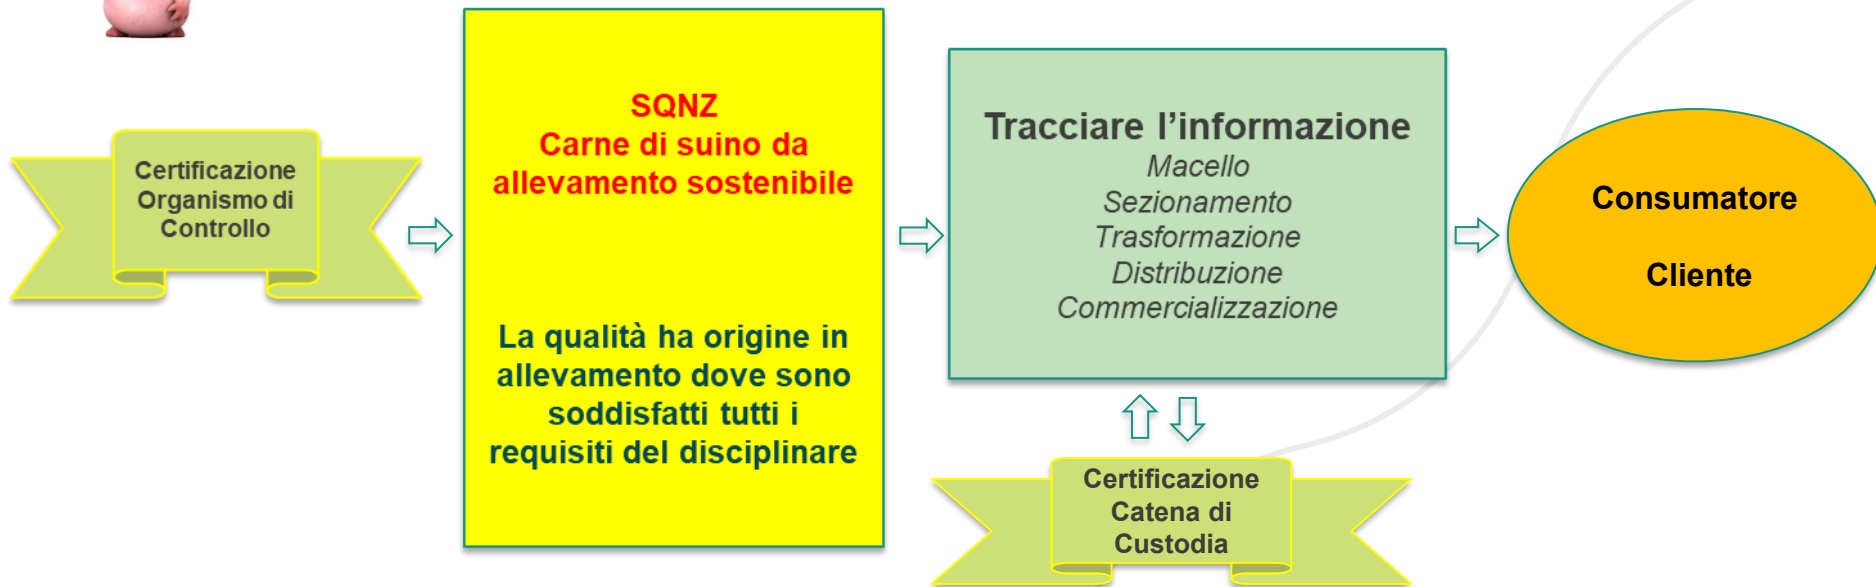 Certificazione
Organismo di
Controllo
SQNZ
Carne di suino da
allevamento sostenibile
La qualità ha origine in
allevamento dove sono
soddisfatti tutti i
requisiti del disciplinare
Tracciare l’informazione
Macello
Sezionamento
Trasformazione
Distribuzione
Commercializzazione
Certificazione
Catena di
Custodia
Consumatore
Cliente